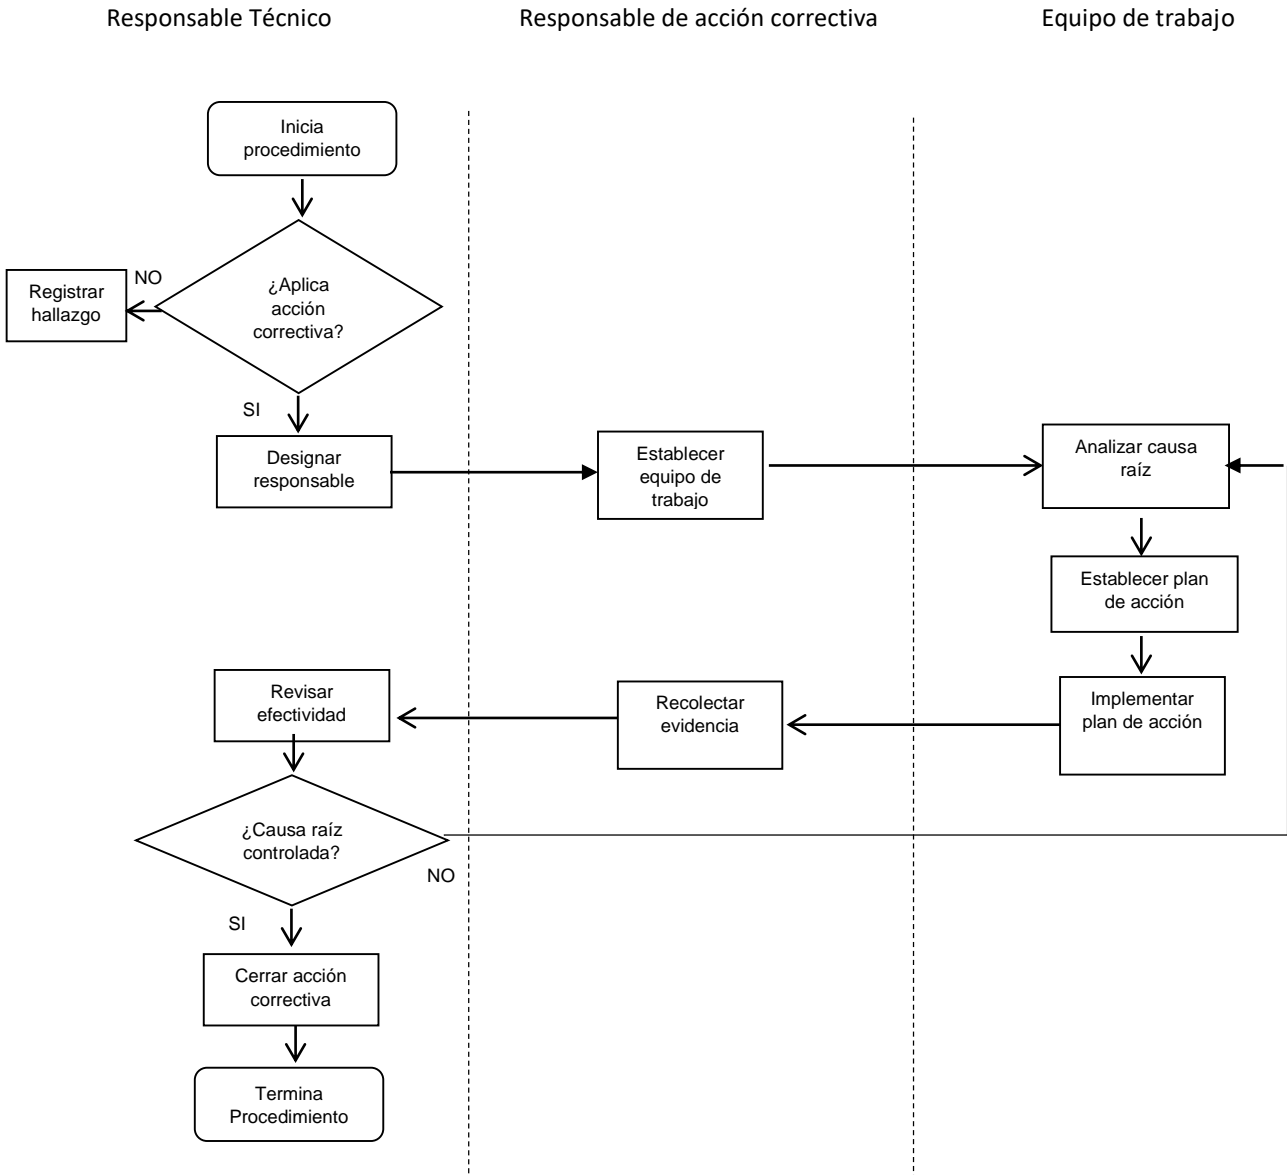 Responsable Técnico
Responsable de acción correctiva
Equipo de trabajo
Inicia
procedimiento
¿Aplica
acción
correctiva?
NO
Registrar
hallazgo
SI
Designar
responsable
Establecer
equipo de
trabajo
Analizar causa
raíz
Establecer plan
de acción
Implementar
plan de acción
Recolectar
evidencia
Revisar
efectividad
¿Causa raíz
controlada?
NO
SI
Cerrar acción
correctiva
Termina
Procedimiento